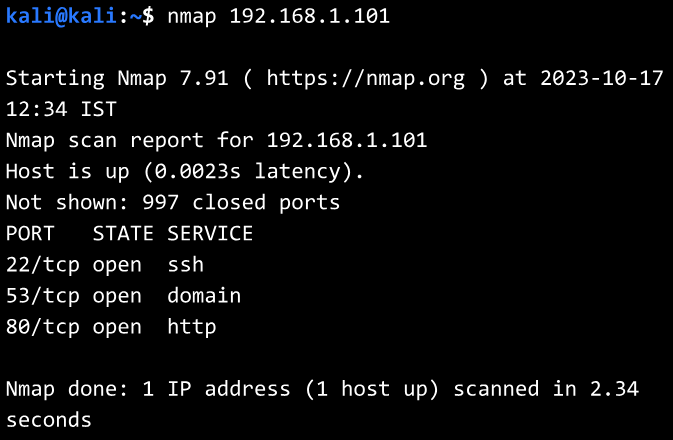 kali@kali:~$ nmap 192.168.1.101
Starting Nmap 7.91 ( https://nmap.org ) at 2023-10-17
12:34 IST
Nmap scan report for 192.168.1.101
Host is up (0.0023s latency).
Not shown: 997 closed ports
PORT   STATE SERVICE
22/tcp open  ssh
53/tcp open  domain
80/tcp open  http
Nmap done: 1 IP address (1 host up) scanned in 2.34
seconds